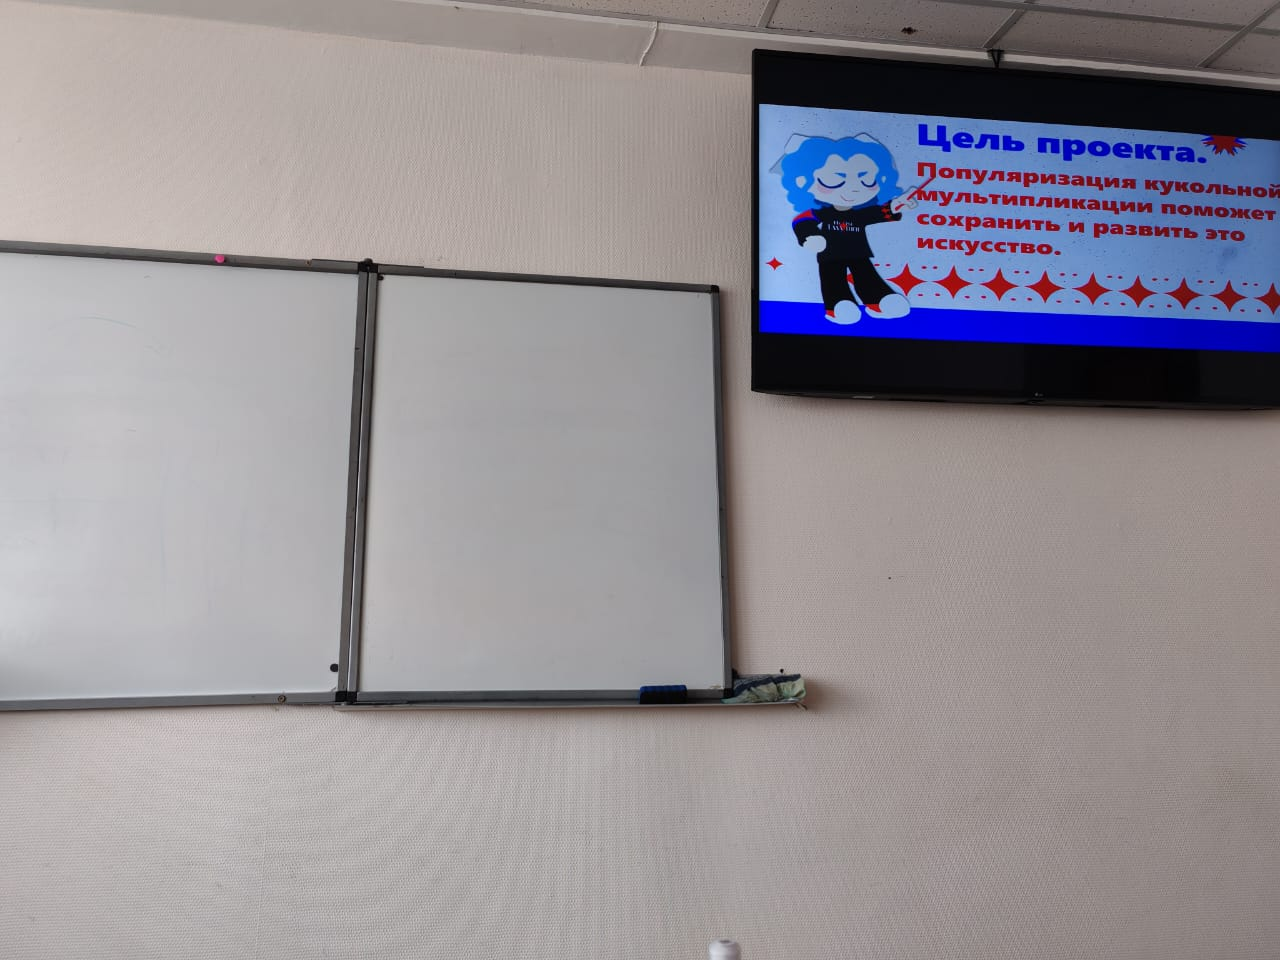 Цель проекта.
Популяризация кукольной
мультипликации поможет
сохранить и развить это
искусство.